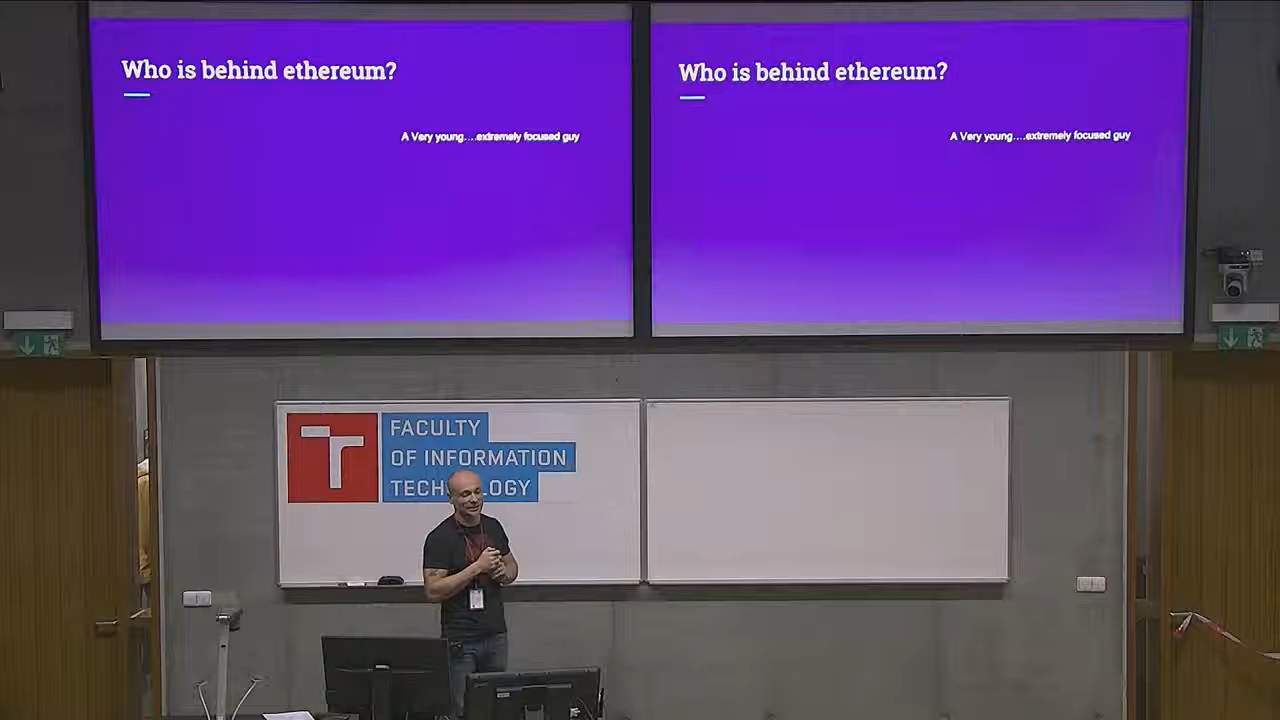 Who is behind ethereum?
A Very young....extremely focused guy
Who is behind ethereum?
A Very young....extremely focused guy
FACULTY
OF INFORMATION
TECH OGY